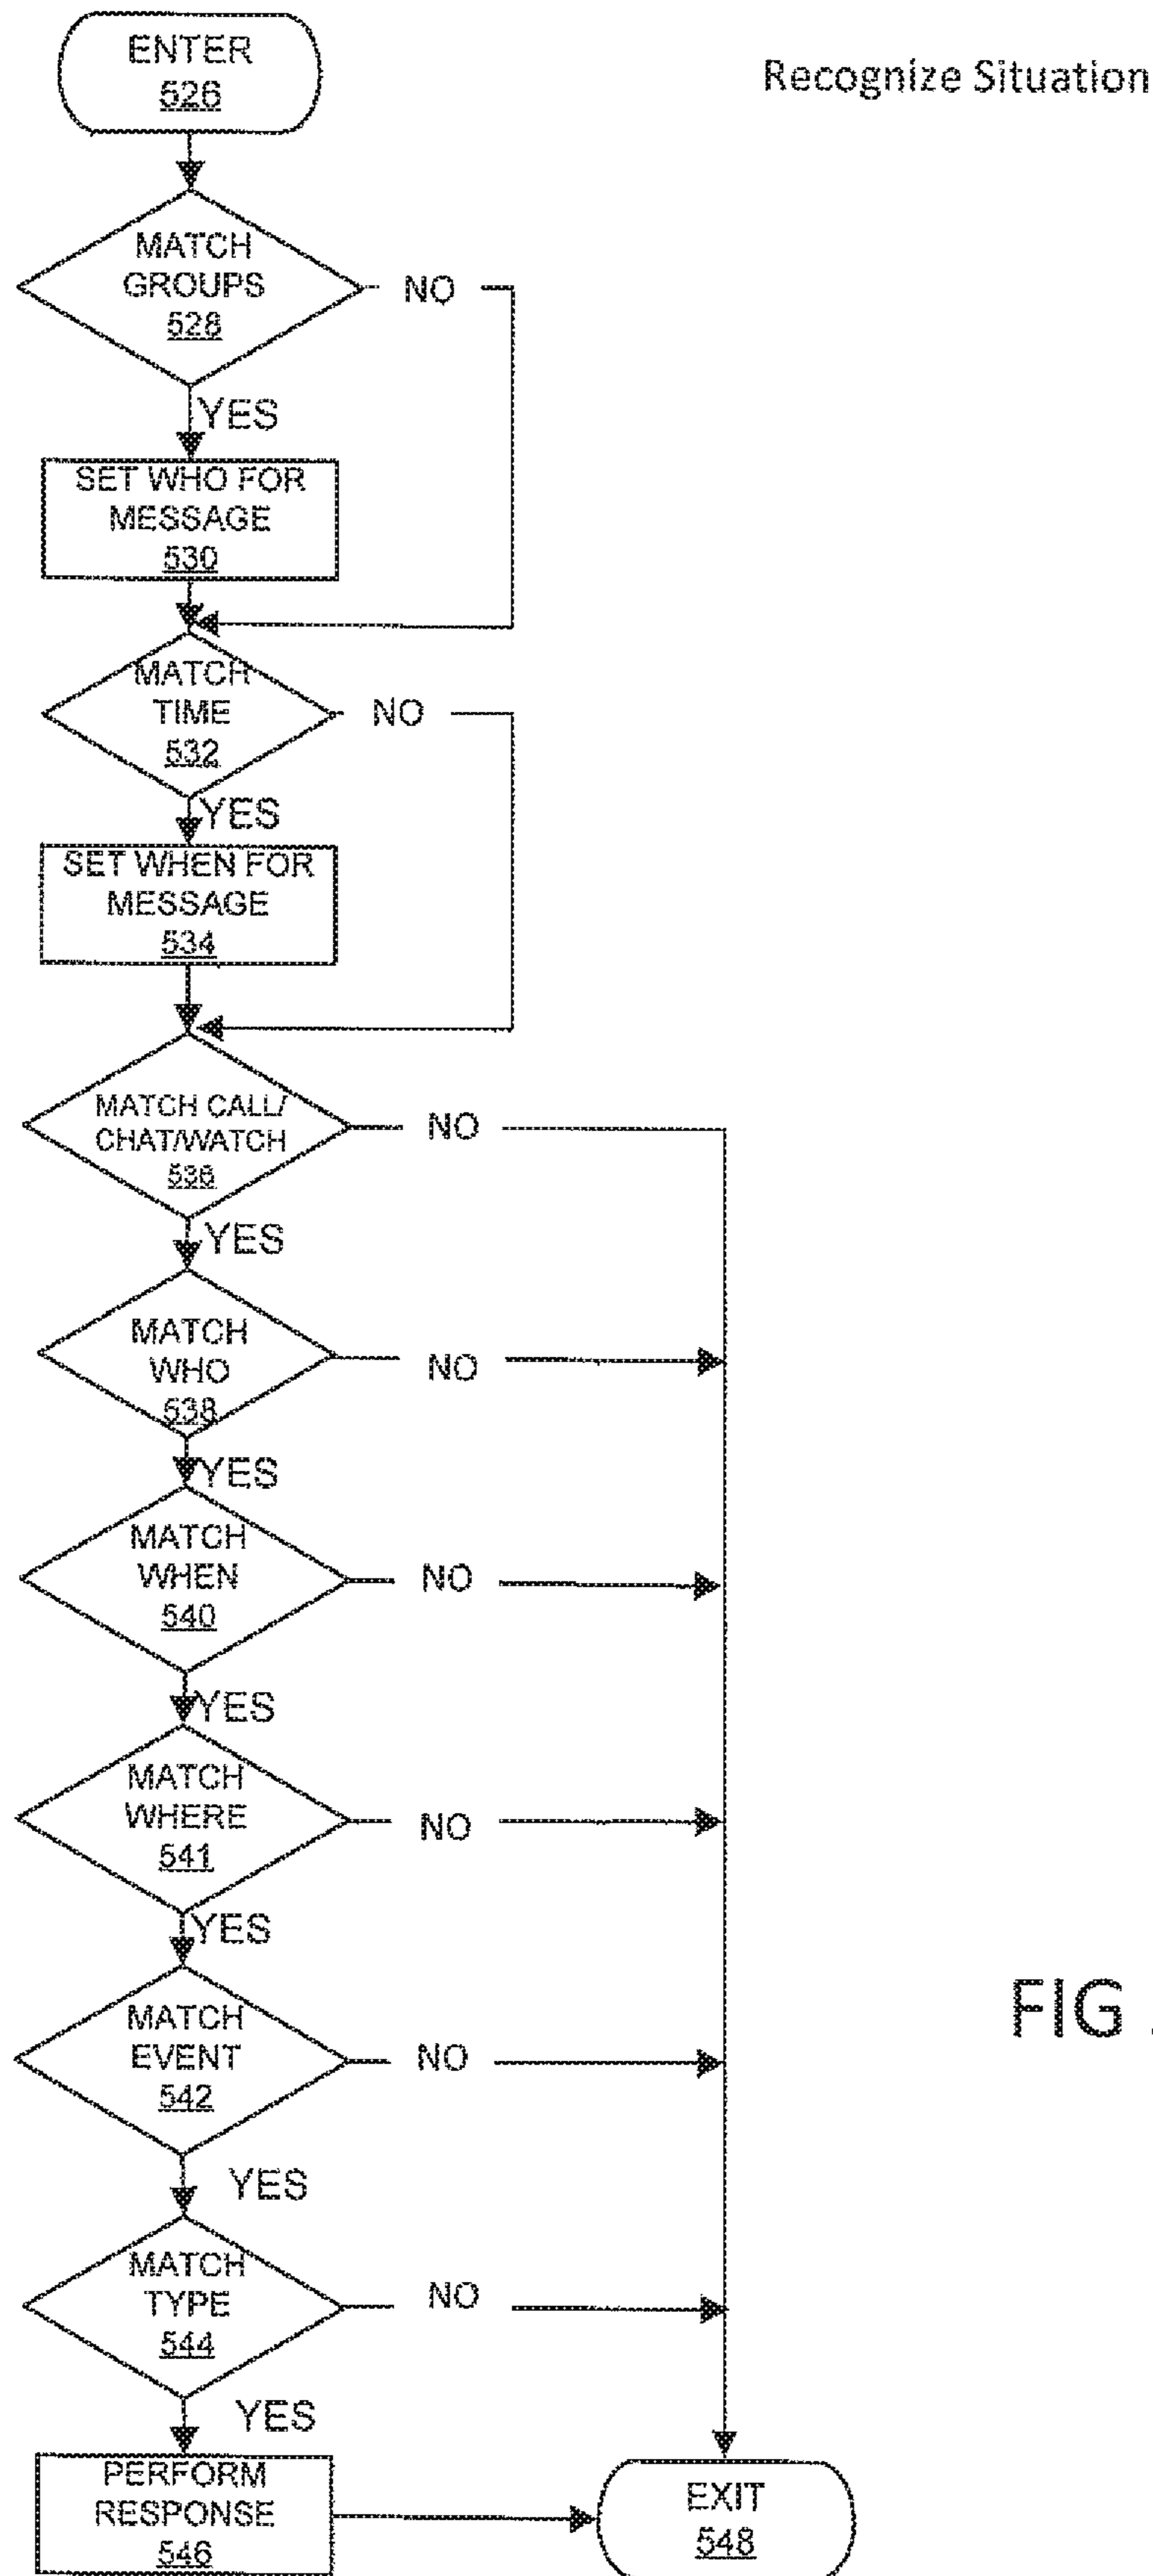 ENTER
526
Recognize Situation
MATCH
GROUPS
528
NO
YES
SET WHO FOR
MESSAGE
530
MATCH
TIME
532
NO
YES
SET WHEN FOR
MESSAGE
534
MATCH CALL/
CHAT/WATCH
536
NO
YES
MATCH
WHO
538
NO
YES
MATCH
WHEN
540
NO
YES
MATCH
WHERE
541
NO
YES
MATCH
EVENT
542
NO
FIG
YES
MATCH
TYPE
544
NO
YES
PERFORM
RESPONSE
546
EXIT
548